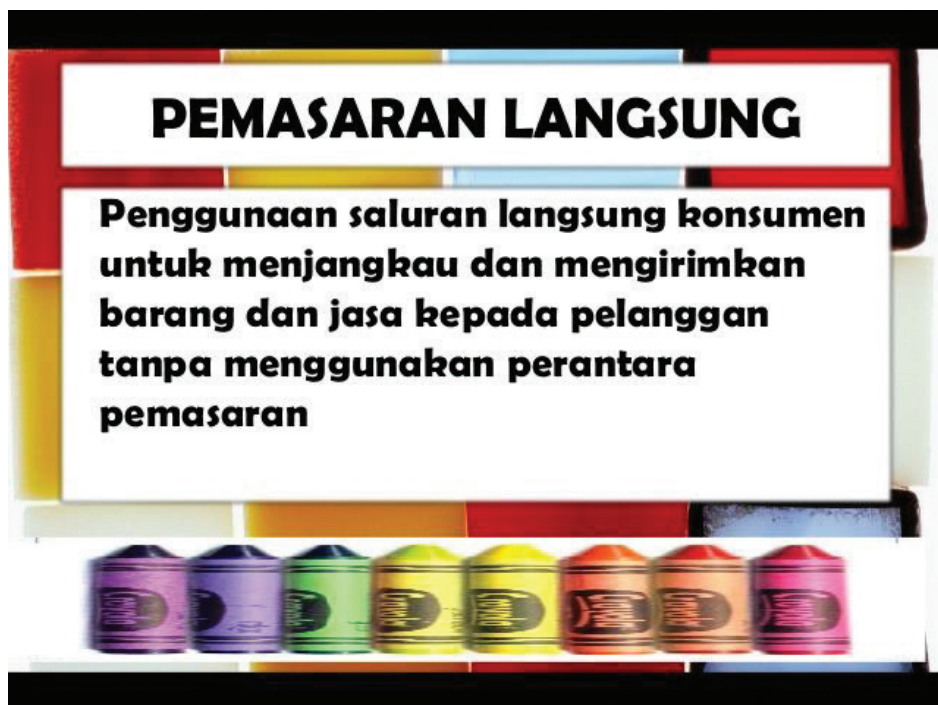 PEMASARAN LANGSUNG
Penggunaan saluran langsung konsumen
untuk menjangkau dan mengirimkan
barang dan jasa kepada pelanggan
tanpa menggunakan perantara
pemasaran